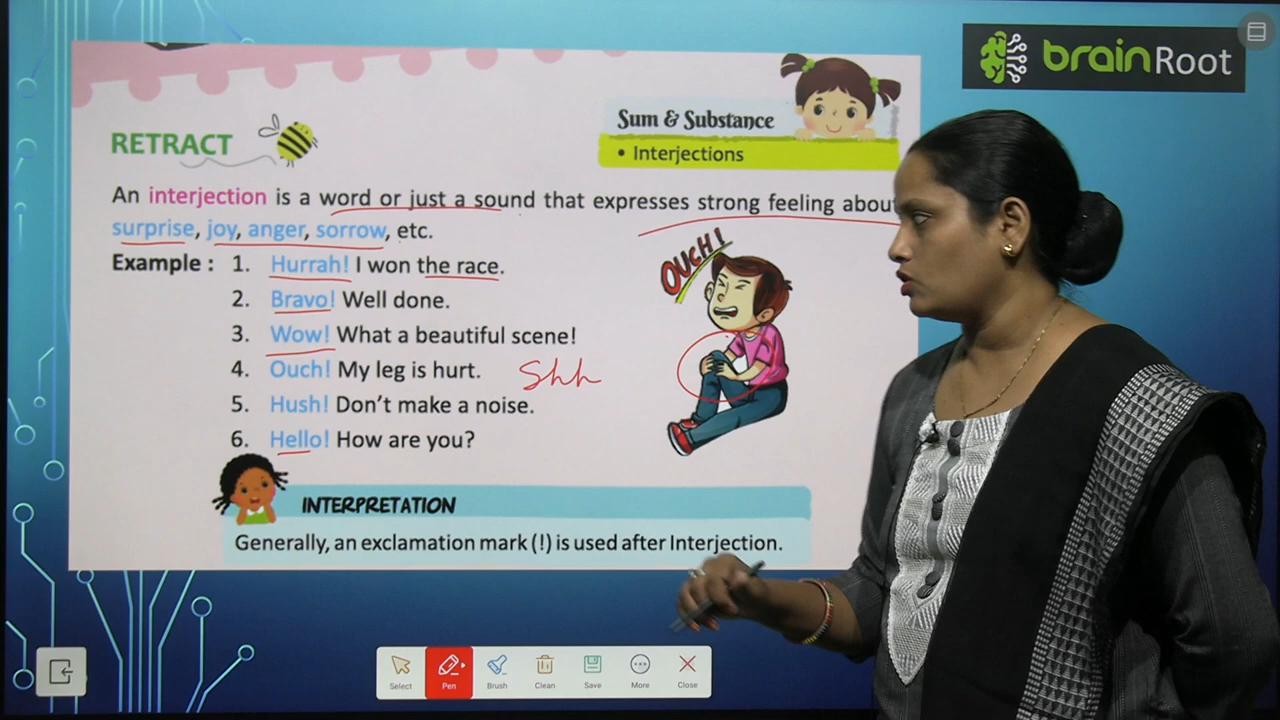 brainRoot
Sum & Substance
RETRACT
• Interjections
An interjection is a word or just a sound that expresses strong feeling about
surprise, joy, anger, sorrow, etc.
OUCH!
Example : 1. Hurrah! I won the race.
2. Bravo! Well done.
3. Wow! What a beautiful scene!
4. Ouch! My leg is hurt. Shh
5. Hush! Don't make a noise.
6. Hello! How are you?
INTERPRETATION
Generally, an exclamation mark (!) is used after Interjection.
Select Pen Brush Clean Save More Close